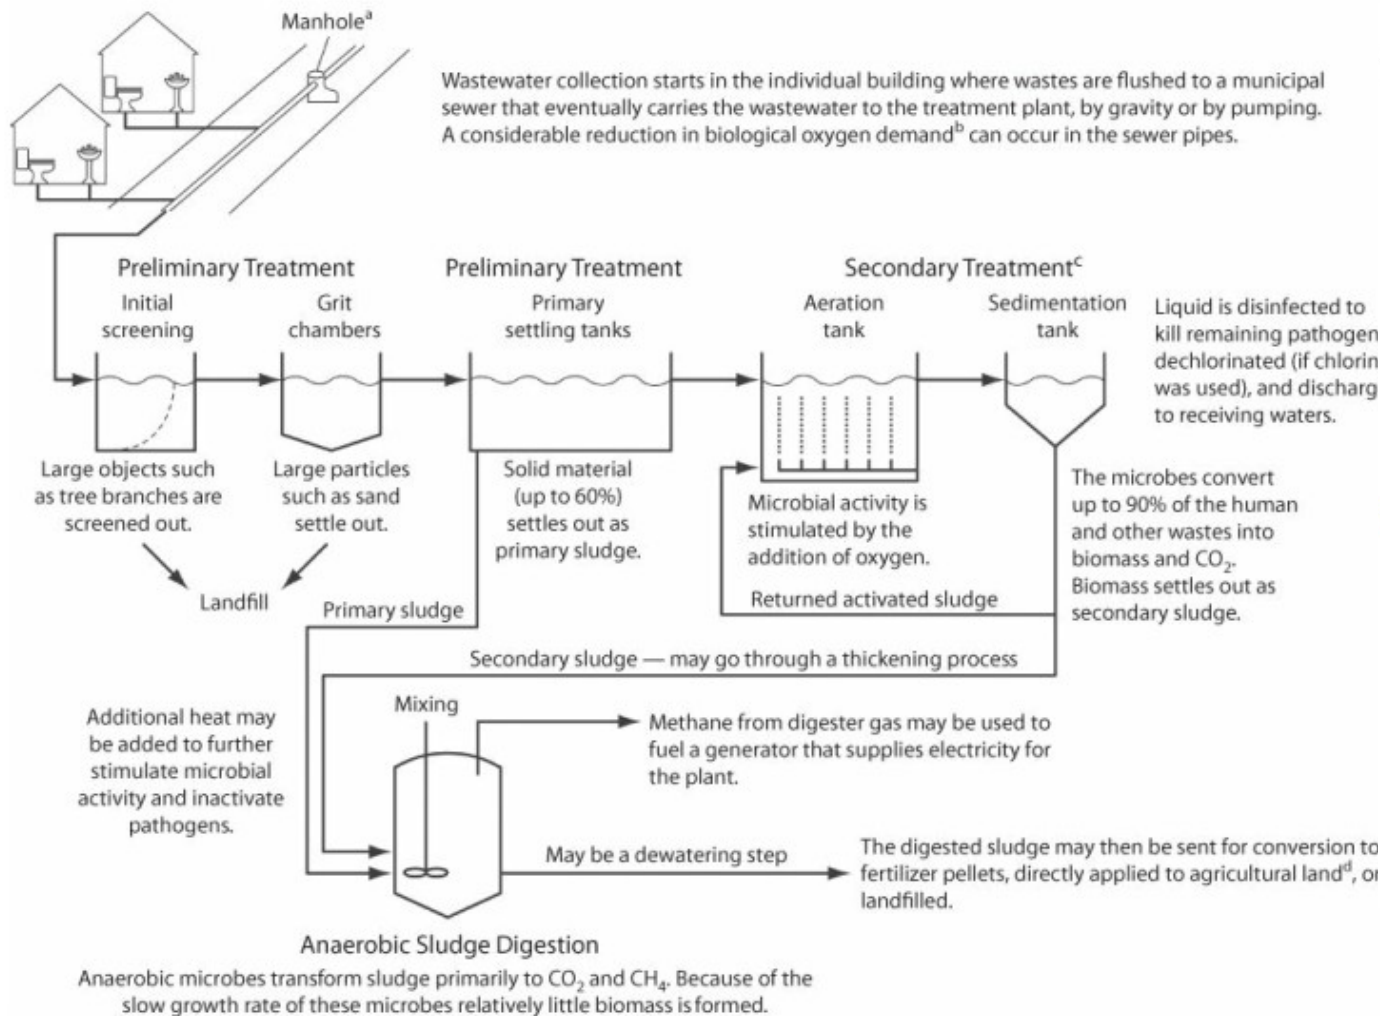 Manholeᵃ
Wastewater collection starts in the individual building where wastes are flushed to a municipal
sewer that eventually carries the wastewater to the treatment plant, by gravity or by pumping.
A considerable reduction in biological oxygen demandᵇ can occur in the sewer pipes.
Preliminary Treatment
Initial
screening
Grit
chambers
Large objects such
as tree branches are
screened out.
Large particles
such as sand
settle out.
Landfill
Preliminary Treatment
Primary
settling tanks
Solid material
(up to 60%)
settles out as
primary sludge.
Primary sludge
Secondary Treatmentᶜ
Aeration
tank
Sedimentation
tank
Microbial activity is
stimulated by the
addition of oxygen.
Returned activated sludge
Liquid is disinfected to
kill remaining pathogen
dechlorinated (if chlorin
was used), and discharg
to receiving waters.
The microbes convert
up to 90% of the human
and other wastes into
biomass and CO₂.
Biomass settles out as
secondary sludge.
Secondary sludge — may go through a thickening process
Additional heat may
be added to further
stimulate microbial
activity and inactivate
pathogens.
Mixing
Methane from digester gas may be used to
fuel a generator that supplies electricity for
the plant.
May be a dewatering step
The digested sludge may then be sent for conversion to
fertilizer pellets, directly applied to agricultural landᵈ, or
landfilled.
Anaerobic Sludge Digestion
Anaerobic microbes transform sludge primarily to CO₂ and CH₄. Because of the
slow growth rate of these microbes relatively little biomass is formed.